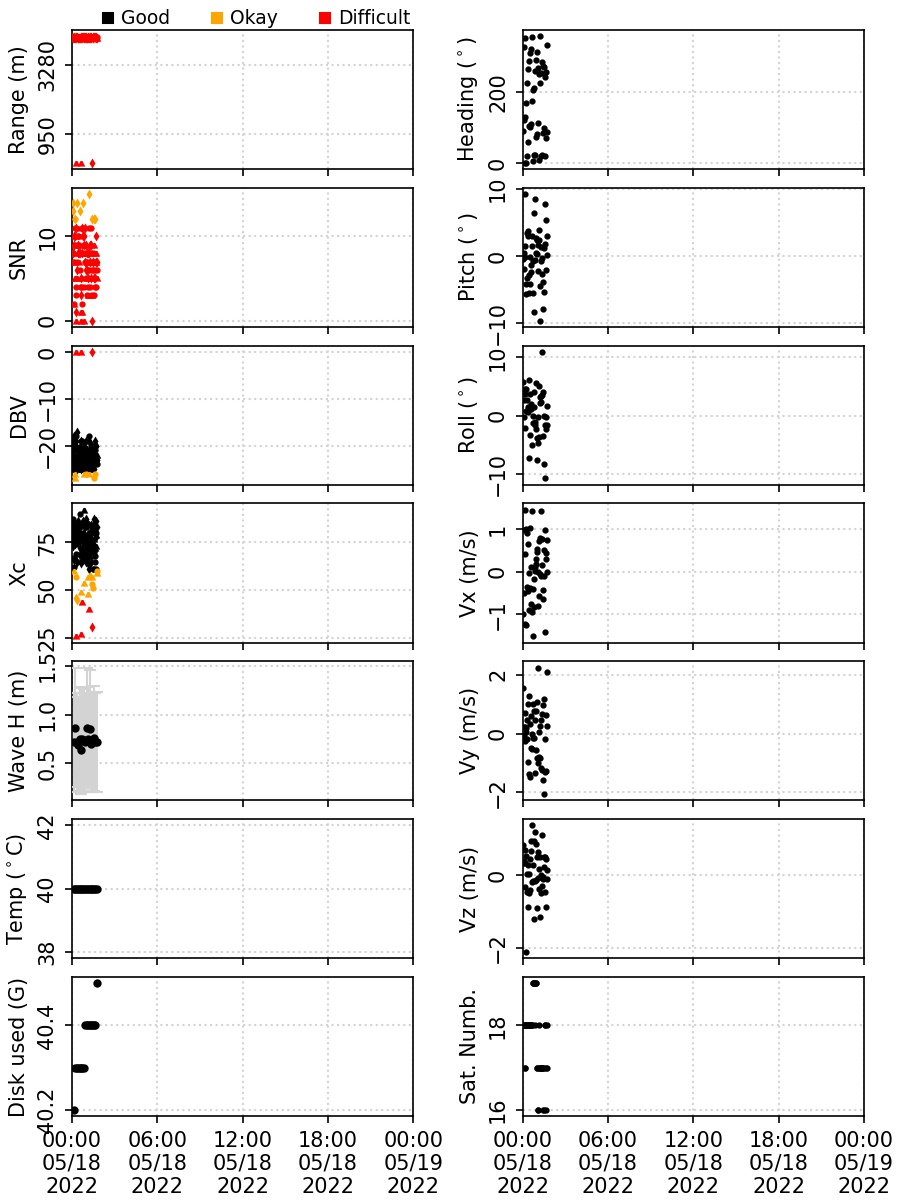 Good Okay Difficult
Range (m)
3280
950
Heading (°)
200
0
SNR
10
0
Pitch (°)
10
0
−10
DBV
0
−10
−20
Roll (°)
10
0
−10
Xc
75
50
25
Vx (m/s)
1
0
−1
Wave H (m)
1.5
1.0
0.5
Vy (m/s)
2
0
−2
Temp (°C)
42
40
38
Vz (m/s)
0
−2
Disk used (G)
40.4
40.2
Sat. Numb.
18
16
00:00 06:00 12:00 18:00 00:00
05/18 05/18 05/18 05/18 05/19
2022 2022 2022 2022 2022
00:00 06:00 12:00 18:00 00:00
05/18 05/18 05/18 05/18 05/19
2022 2022 2022 2022 2022